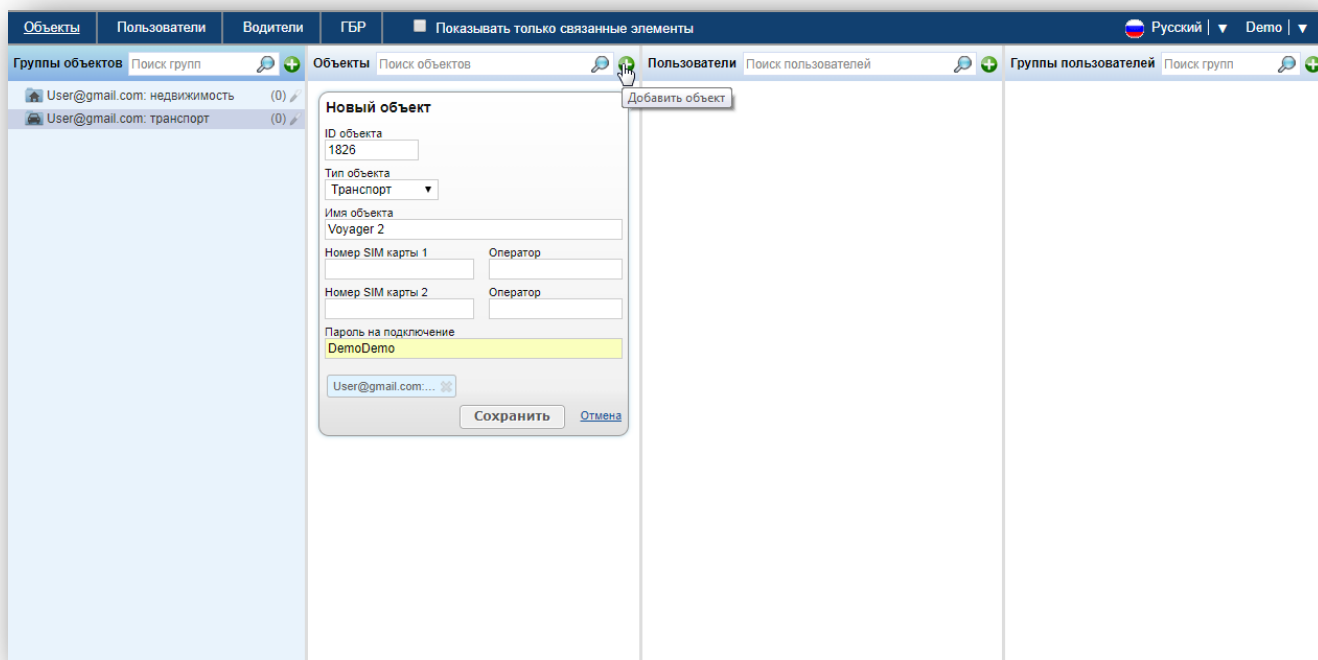 Объекты Пользователи Водители ГБР Показывать только связанные элементы Русский | ▼ Demo | ▼
Группы объектов Поиск групп Объекты Поиск объектов Пользователи Поиск пользователей Группы пользователей Поиск групп
User@gmail.com: недвижимость (0)
User@gmail.com: транспорт (0)
Добавить объект
Новый объект
ID объекта
1826
Тип объекта
Транспорт ▼
Имя объекта
Voyager 2
Номер SIM карты 1 Оператор
Номер SIM карты 2 Оператор
Пароль на подключение
DemoDemo
User@gmail.com:...
Сохранить Отмена